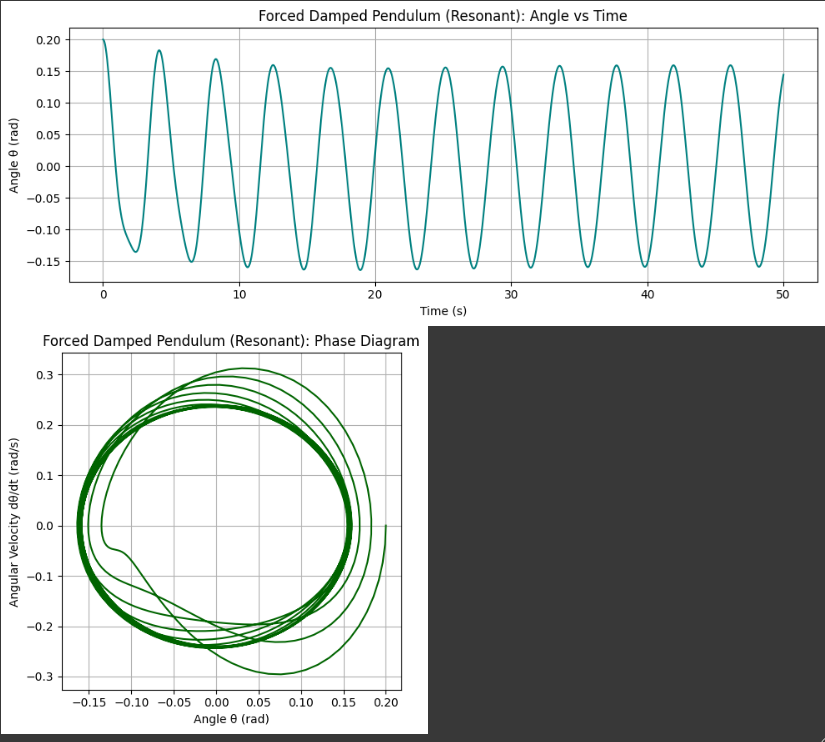 Forced Damped Pendulum (Resonant): Angle vs Time
0.20
0.15
0.10
0.05
0.00
−0.05
−0.10
−0.15
Angle θ (rad)
0 10 20 30 40 50
Time (s)
Forced Damped Pendulum (Resonant): Phase Diagram
0.3
0.2
0.1
0.0
−0.1
−0.2
−0.3
Angular Velocity dθ/dt (rad/s)
−0.15 −0.10 −0.05 0.00 0.05 0.10 0.15 0.20
Angle θ (rad)